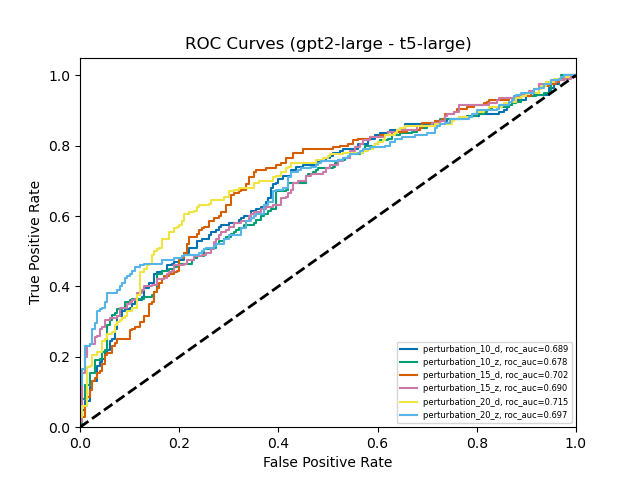 ROC Curves (gpt2-large - t5-large)
True Positive Rate
1.0
0.8
0.6
0.4
0.2
0.0
perturbation_10_d, roc_auc=0.689
perturbation_10_z, roc_auc=0.678
perturbation_15_d, roc_auc=0.702
perturbation_15_z, roc_auc=0.690
perturbation_20_d, roc_auc=0.715
perturbation_20_z, roc_auc=0.697
0.0 0.2 0.4 0.6 0.8 1.0
False Positive Rate